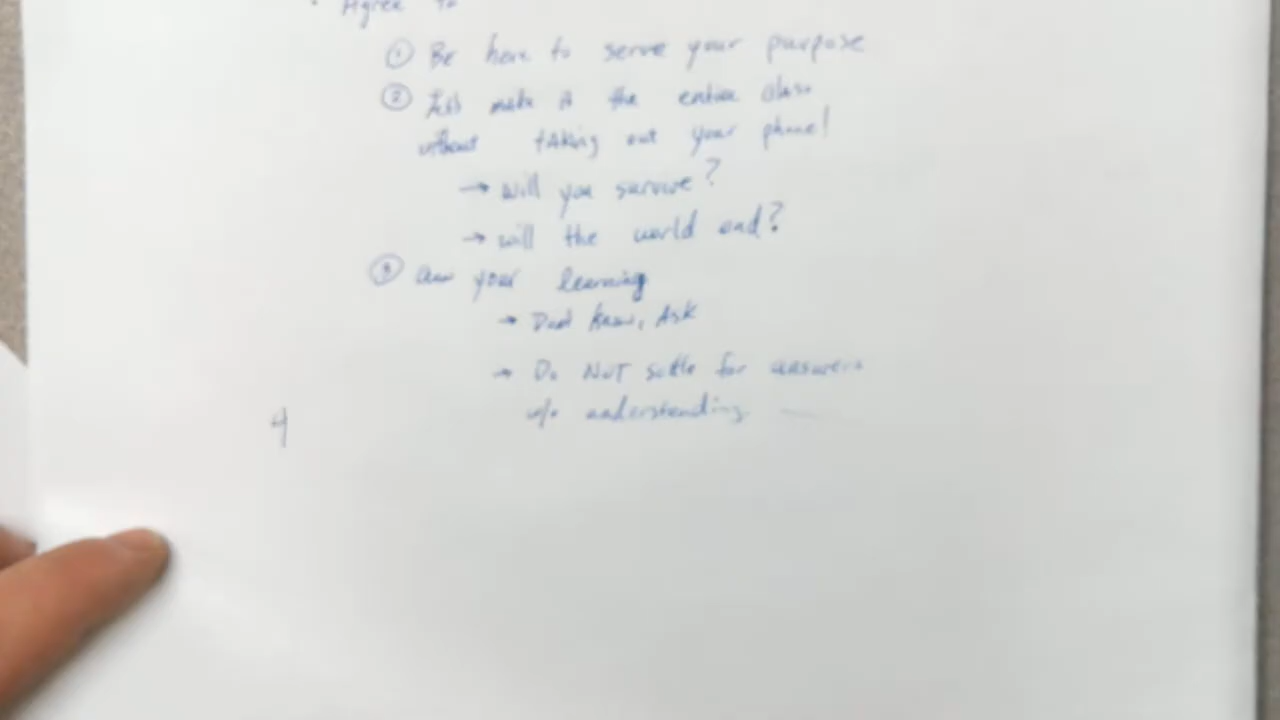 • Agree to
① Be here to serve your purpose
② Let's make it the entire class
without taking out your phone!
→ will you survive?
→ will the world end?
③ own your learning
→ Don't know, Ask
→ Do NOT settle for answers
w/o understanding
4